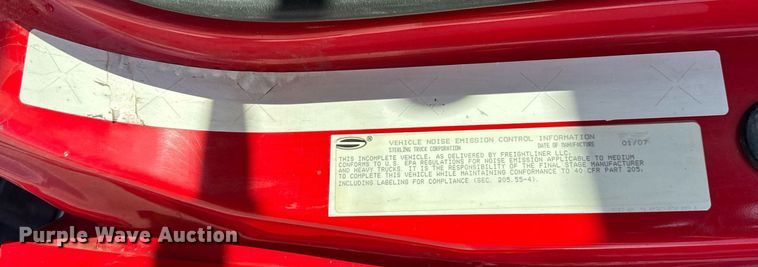 VEHICLE NOISE EMISSION CONTROL INFORMATION
STERLING TRUCK CORPORATION DATE OF MANUFACTURE 01/07
THIS INCOMPLETE VEHICLE, AS DELIVERED BY FREIGHTLINER LLC,
CONFORMS TO U.S. EPA REGULATIONS FOR NOISE EMISSION APPLICABLE TO MEDIUM
AND HEAVY TRUCKS. IT IS THE RESPONSIBILITY OF THE FINAL STAGE MANUFACTURER
TO COMPLETE THIS VEHICLE WHILE MAINTAINING CONFORMANCE TO 40 CFR PART 205,
INCLUDING LABELING FOR COMPLIANCE (SEC. 205.55-4).
Purple Wave Auction